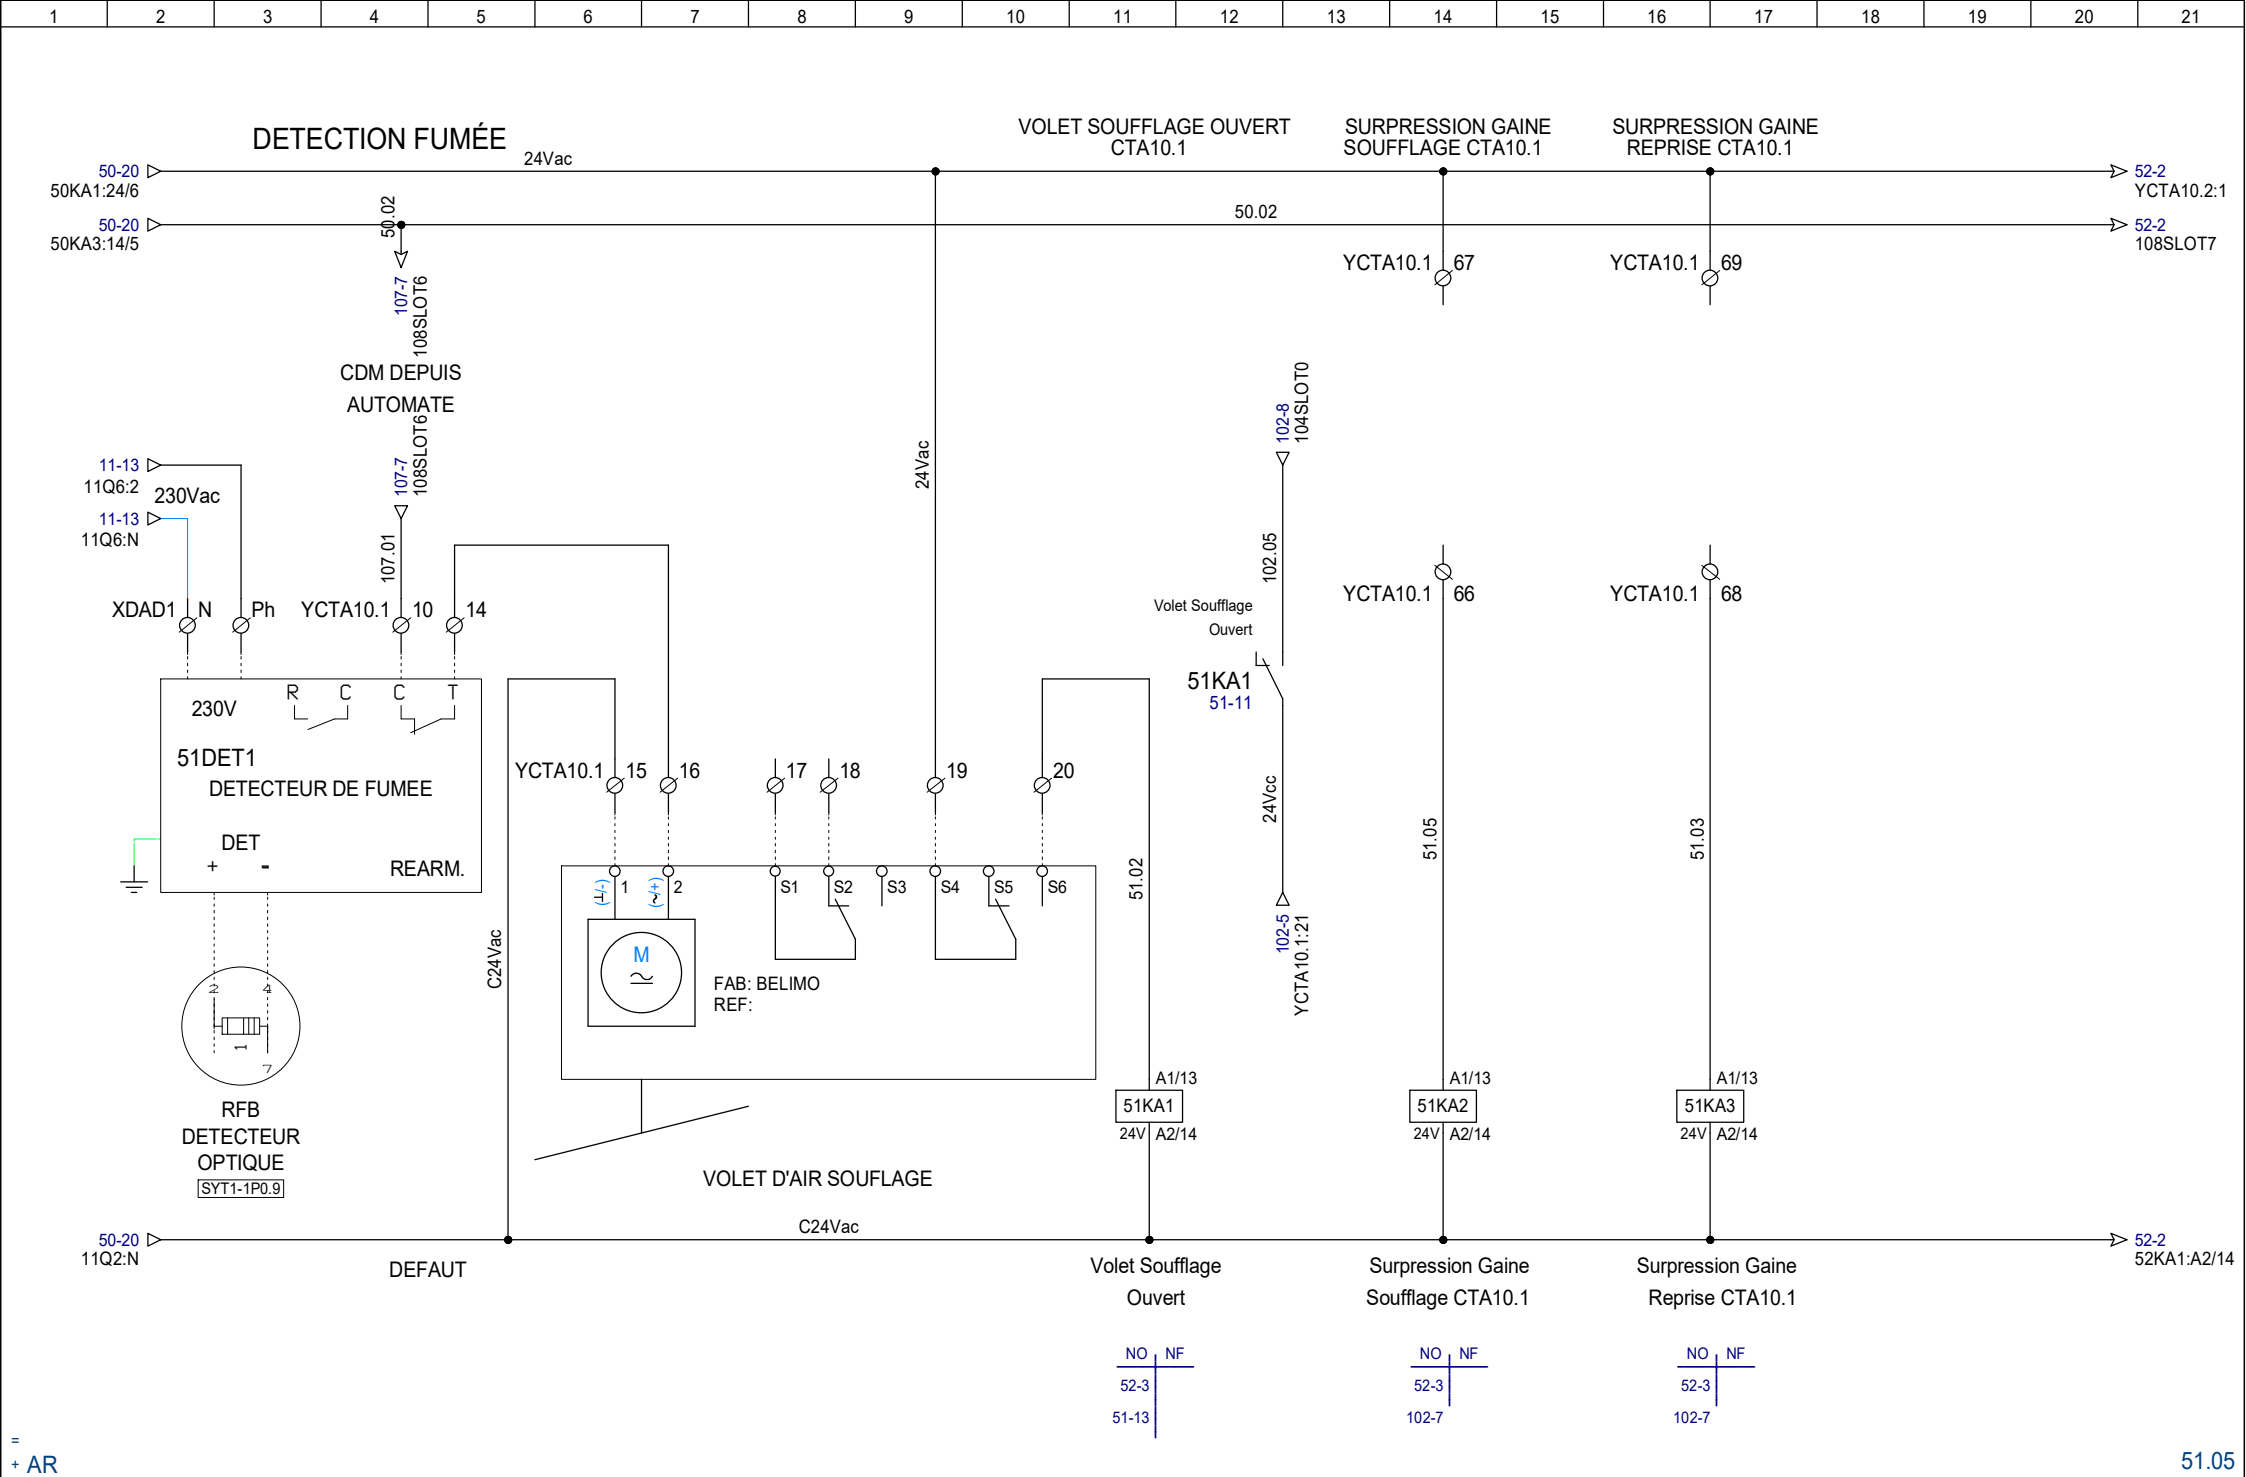 1 2 3 4 5 6 7 8 9 10 11 12 13 14 15 16 17 18 19 20 21
DETECTION FUMÉE
VOLET SOUFFLAGE OUVERT
CTA10.1
SURPRESSION GAINE
SOUFFLAGE CTA10.1
SURPRESSION GAINE
REPRISE CTA10.1
50-20
50KA1:24/6
24Vac
52-2
YCTA10.2:1
50-20
50KA3:14/5
50.02
50.02
52-2
108SLOT7
107-7
108SLOT6
YCTA10.1 67
YCTA10.1 69
CDM DEPUIS
AUTOMATE
107-7
108SLOT6
107.01
11-13
11Q6:2
230Vac
11-13
11Q6:N
24Vac
102-8
104SLOT0
102.05
XDAD1 N Ph
YCTA10.1 10 14
Volet Soufflage
Ouvert
51KA1
51-11
24Vcc
102-5
YCTA10.1:21
YCTA10.1 66
YCTA10.1 68
230V
R C C T
51DET1
DETECTEUR DE FUMEE
DET
+ -
REARM.
YCTA10.1 15 16 17 18 19 20
(⊥/-) 1 (~/+) 2 S1 S2 S3 S4 S5 S6
M
FAB: BELIMO
REF:
C24Vac
51.02
51.05
51.03
2 4
1
7
RFB
DETECTEUR
OPTIQUE
SYT1-1P0.9
VOLET D'AIR SOUFLAGE
A1/13
51KA1
24V A2/14
A1/13
51KA2
24V A2/14
A1/13
51KA3
24V A2/14
50-20
11Q2:N
C24Vac
52-2
52KA1:A2/14
DEFAUT
Volet Soufflage
Ouvert
Surpression Gaine
Soufflage CTA10.1
Surpression Gaine
Reprise CTA10.1
NO NF
52-3
51-13
NO NF
52-3
102-7
NO NF
52-3
102-7
=
+ AR
51.05